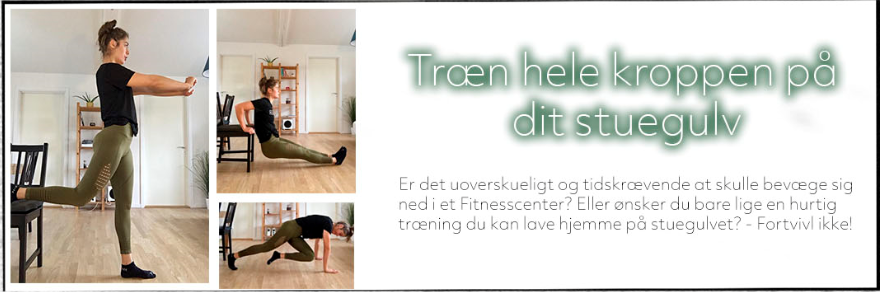 Træn hele kroppen på
dit stuegulv
Er det uoverskueligt og tidskrævende at skulle bevæge sig
ned i et Fitnesscenter? Eller ønsker du bare lige en hurtig
træning du kan lave hjemme på stuegulvet? - Fortvivl ikke!